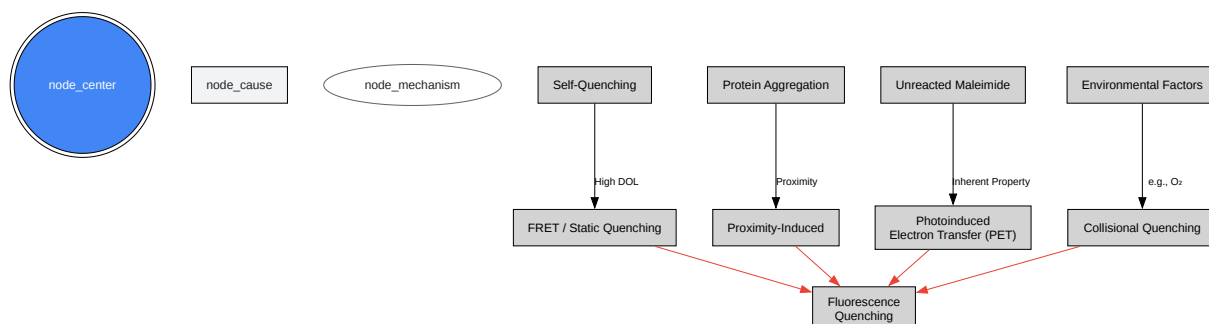 node_center
node_cause
node_mechanism
Self-Quenching
Protein Aggregation
Unreacted Maleimide
Environmental Factors
High DOL
Proximity
Inherent Property
e.g., O₂
FRET / Static Quenching
Proximity-Induced
Photoinduced
Electron Transfer (PET)
Collisional Quenching
Fluorescence
Quenching